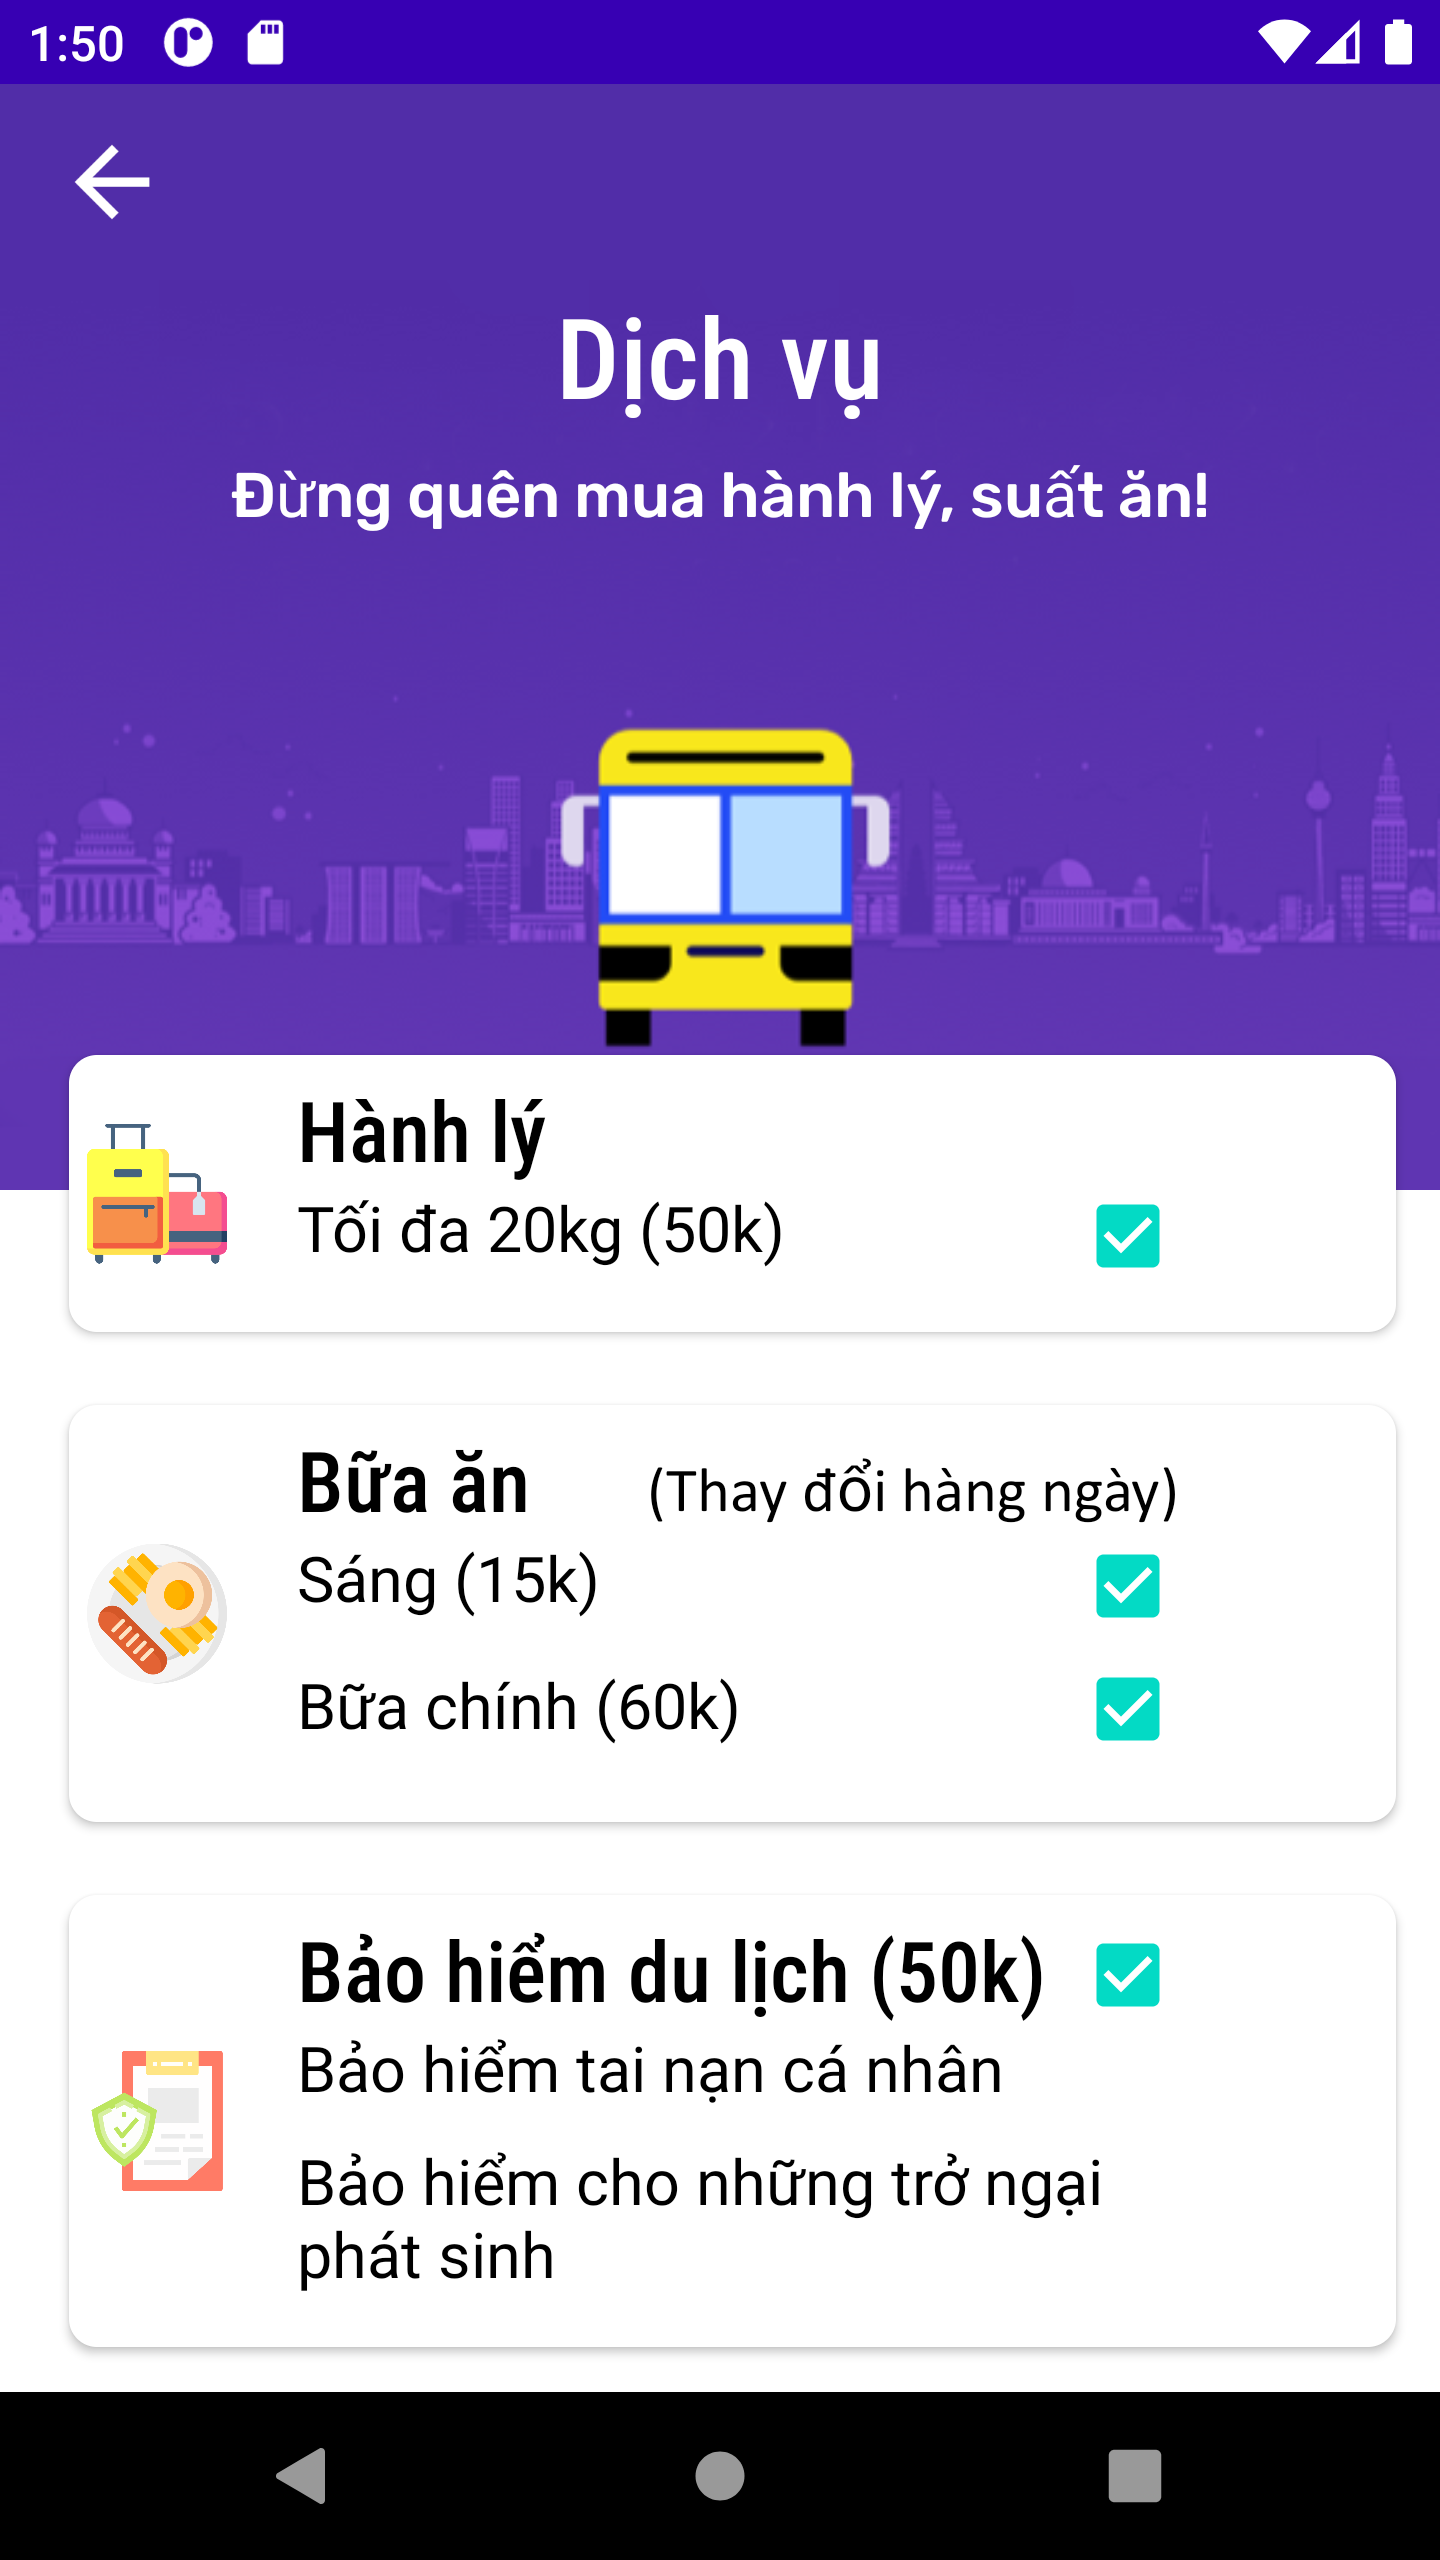 1:50
Dịch vụ
Đừng quên mua hành lý, suất ăn!
Hành lý
Tối đa 20kg (50k)
Bữa ăn (Thay đổi hàng ngày)
Sáng (15k)
Bữa chính (60k)
Bảo hiểm du lịch (50k)
Bảo hiểm tai nạn cá nhân
Bảo hiểm cho những trở ngại
phát sinh